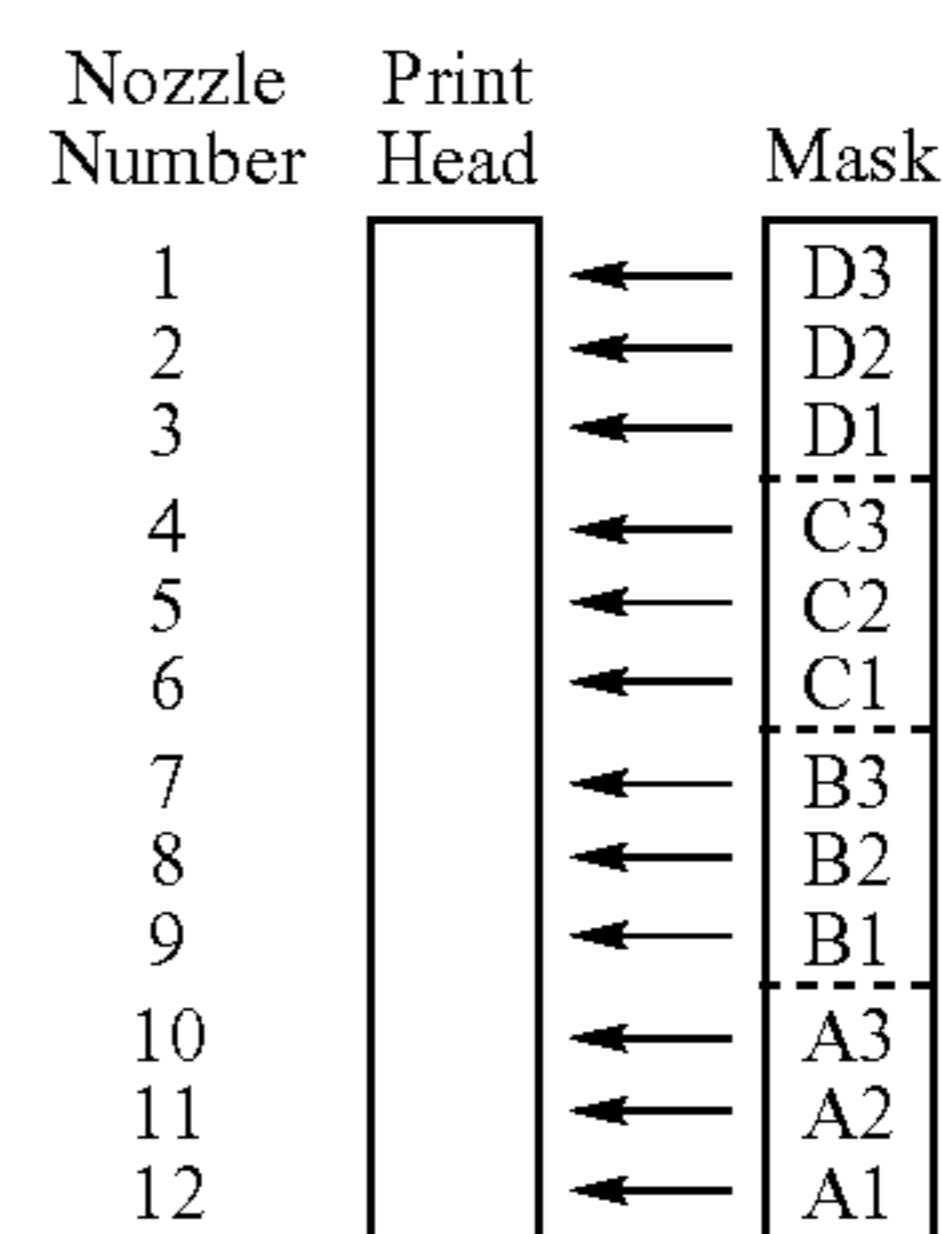 Nozzle Number Print Head Mask
1 D3
2 D2
3 D1
4 C3
5 C2
6 C1
7 B3
8 B2
9 B1
10 A3
11 A2
12 A1